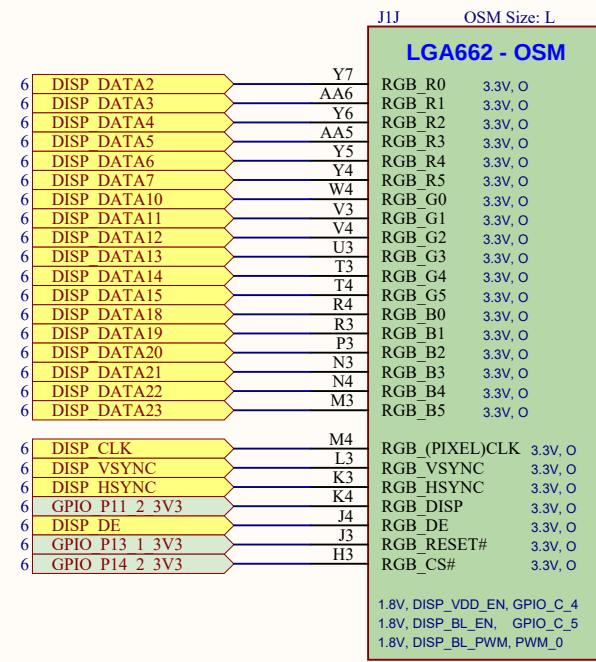 J1J OSM Size: L
LGA662 - OSM
6 DISP_DATA2 Y7 RGB_R0 3.3V, O
6 DISP_DATA3 AA6 RGB_R1 3.3V, O
6 DISP_DATA4 Y6 RGB_R2 3.3V, O
6 DISP_DATA5 AA5 RGB_R3 3.3V, O
6 DISP_DATA6 Y5 RGB_R4 3.3V, O
6 DISP_DATA7 Y4 RGB_R5 3.3V, O
6 DISP_DATA10 W4 RGB_G0 3.3V, O
6 DISP_DATA11 V3 RGB_G1 3.3V, O
6 DISP_DATA12 V4 RGB_G2 3.3V, O
6 DISP_DATA13 U3 RGB_G3 3.3V, O
6 DISP_DATA14 T3 RGB_G4 3.3V, O
6 DISP_DATA15 T4 RGB_G5 3.3V, O
6 DISP_DATA18 R4 RGB_B0 3.3V, O
6 DISP_DATA19 R3 RGB_B1 3.3V, O
6 DISP_DATA20 P3 RGB_B2 3.3V, O
6 DISP_DATA21 N3 RGB_B3 3.3V, O
6 DISP_DATA22 N4 RGB_B4 3.3V, O
6 DISP_DATA23 M3 RGB_B5 3.3V, O
6 DISP_CLK M4 RGB_(PIXEL)CLK 3.3V, O
6 DISP_VSYNC L3 RGB_VSYNC 3.3V, O
6 DISP_HSYNC K3 RGB_HSYNC 3.3V, O
6 GPIO_P11_2_3V3 K4 RGB_DISP 3.3V, O
6 DISP_DE J4 RGB_DE 3.3V, O
6 GPIO_P13_1_3V3 J3 RGB_RESET# 3.3V, O
6 GPIO_P14_2_3V3 H3 RGB_CS# 3.3V, O
1.8V, DISP_VDD_EN, GPIO_C_4
1.8V, DISP_BL_EN, GPIO_C_5
1.8V, DISP_BL_PWM, PWM_0